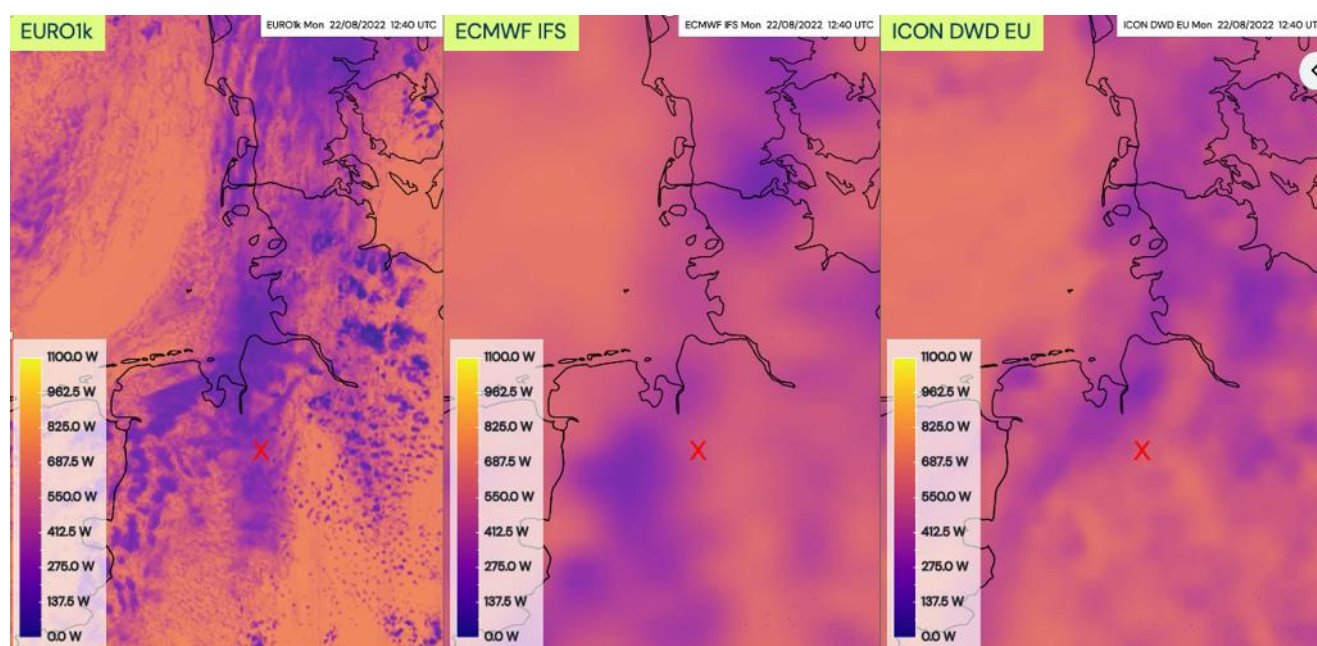 EURO1k
EURO1k Mon 22/08/2022 12:40 UTC
1100.0 W
962.5 W
825.0 W
687.5 W
550.0 W
412.5 W
275.0 W
137.5 W
0.0 W
X
ECMWF IFS
ECMWF IFS Mon 22/08/2022 12:40 UTC
1100.0 W
962.5 W
825.0 W
687.5 W
550.0 W
412.5 W
275.0 W
137.5 W
0.0 W
X
ICON DWD EU
ICON DWD EU Mon 22/08/2022 12:40 UT
1100.0 W
962.5 W
825.0 W
687.5 W
550.0 W
412.5 W
275.0 W
137.5 W
0.0 W
X